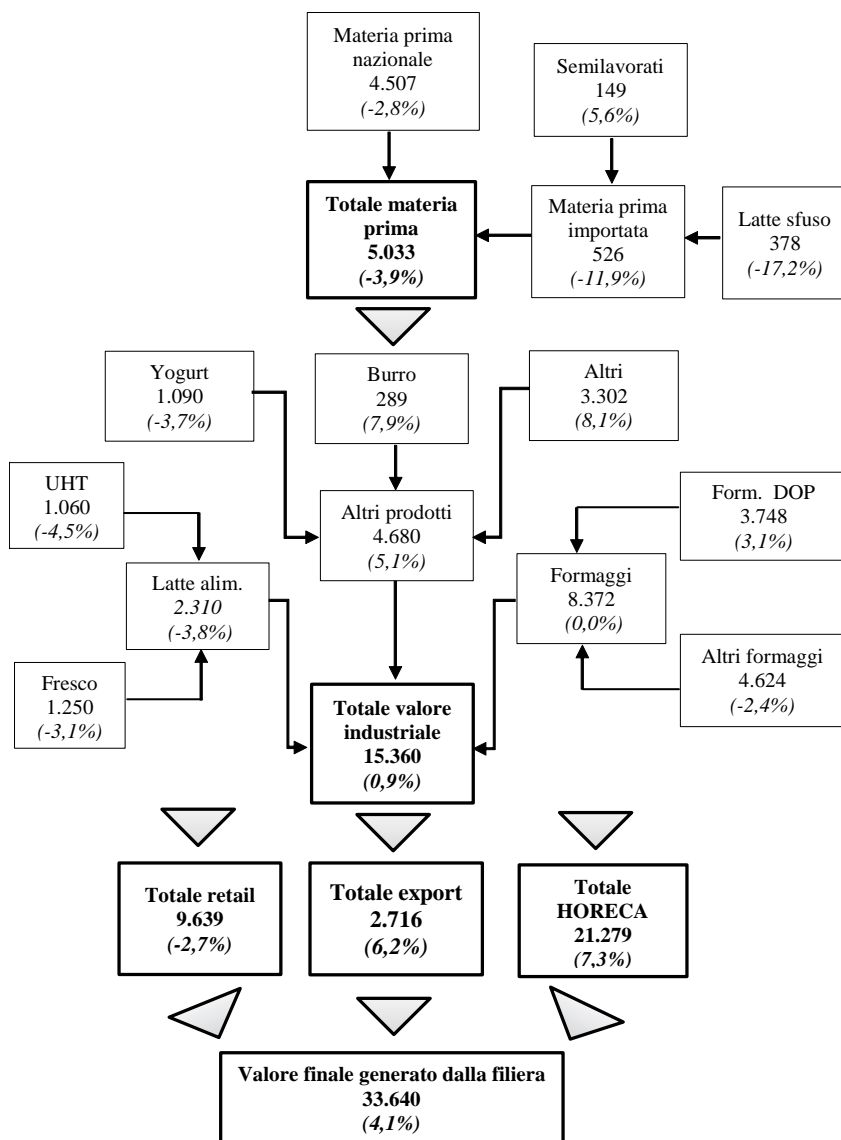 Materia prima
nazionale
4.507
(-2,8%)
Semilavorati
149
(5,6%)
Totale materia
prima
5.033
(-3,9%)
Materia prima
importata
526
(-11,9%)
Latte sfuso
378
(-17,2%)
Yogurt
1.090
(-3,7%)
Burro
289
(7,9%)
Altri
3.302
(8,1%)
UHT
1.060
(-4,5%)
Altri prodotti
4.680
(5,1%)
Form. DOP
3.748
(3,1%)
Latte alim.
2.310
(-3,8%)
Formaggi
8.372
(0,0%)
Fresco
1.250
(-3,1%)
Altri formaggi
4.624
(-2,4%)
Totale valore
industriale
15.360
(0,9%)
Totale retail
9.639
(-2,7%)
Totale export
2.716
(6,2%)
Totale
HORECA
21.279
(7,3%)
Valore finale generato dalla filiera
33.640
(4,1%)